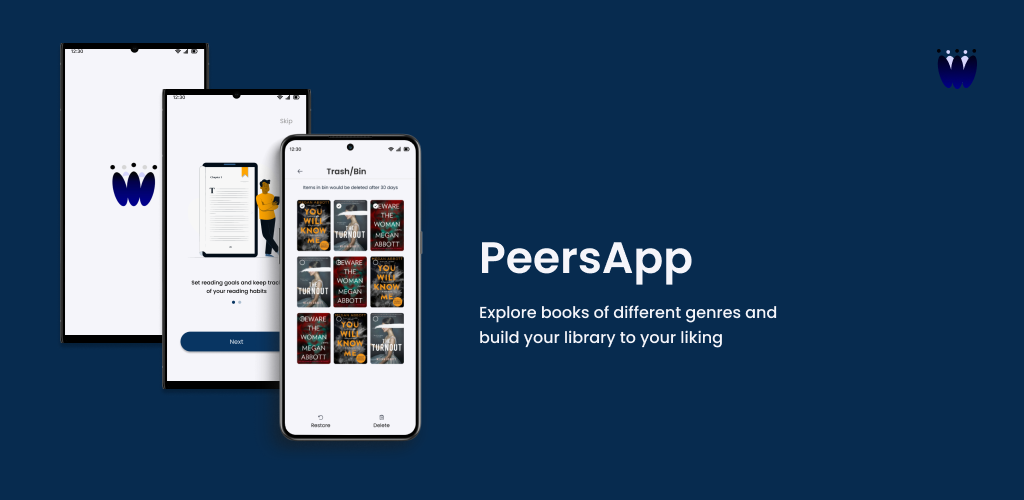 12:30
12:30
Skip
Chapter 1
T
Set reading goals and keep track
of your reading habits
Next
12:30
Trash/Bin
Items in bin would be deleted after 30 days
YOU
WILL
KNOW
ME
THE
TURNOUT
BEWARE
THE
WOMAN
MEGAN
ABBOTT
THE
TURNOUT
BEWARE
THE
WOMAN
MEGAN
ABBOTT
YOU
WILL
KNOW
ME
BEWARE
THE
WOMAN
MEGAN
ABBOTT
YOU
WILL
KNOW
ME
THE
TURNOUT
Restore
Delete
PeersApp
Explore books of different genres and
build your library to your liking